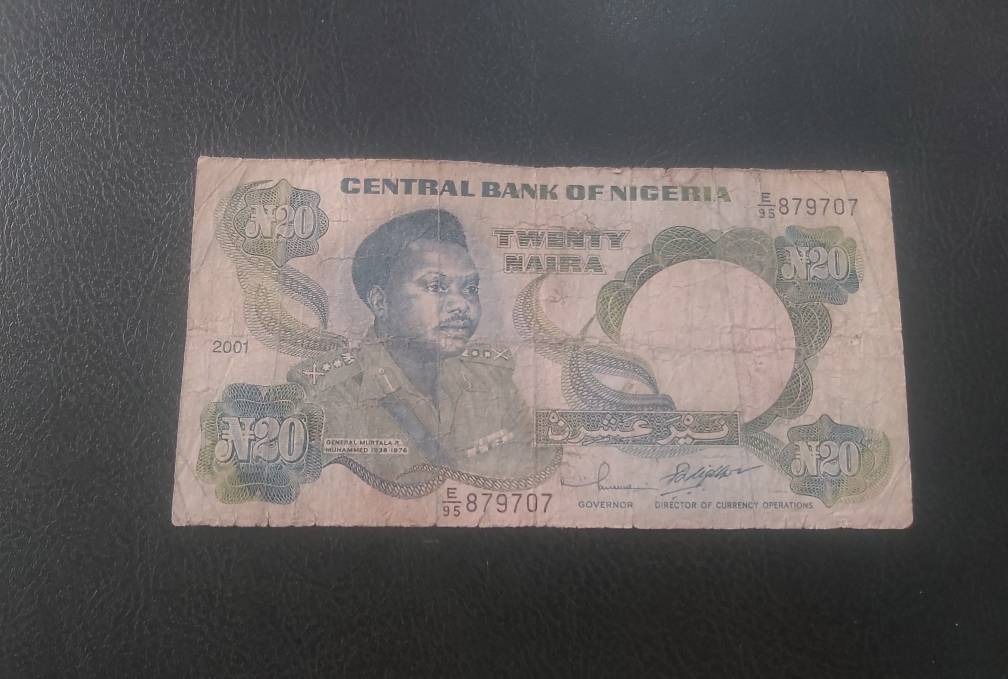 CENTRAL BANK OF NIGERIA
E/95 879707
₦20
TWENTY
NAIRA
₦20
2001
₦20
GENERAL MURTALA R.
MUHAMMED 1938-1976
نَيْرَ عَشِرِنْ
₦20
E/95 879707
GOVERNOR
DIRECTOR OF CURRENCY OPERATIONS